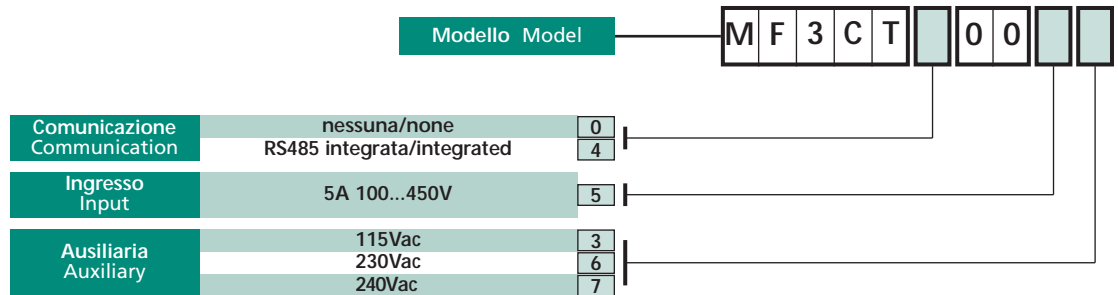 Modello Model M F 3 C T 0 0
Comunicazione
Communication
nessuna/none 0
RS485 integrata/integrated 4
Ingresso
Input
5A 100...450V 5
Ausiliaria
Auxiliary
115Vac 3
230Vac 6
240Vac 7